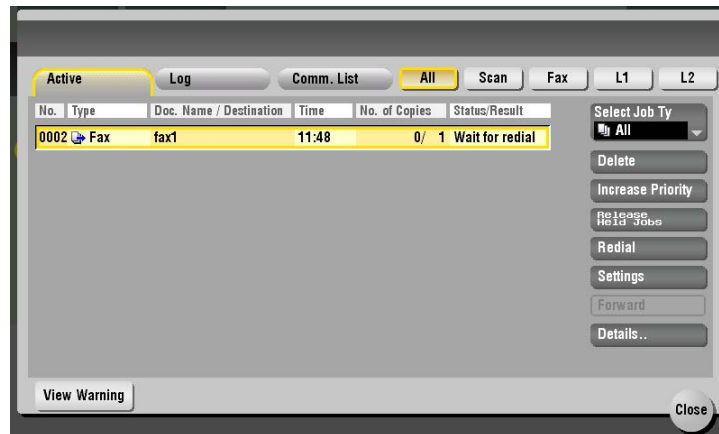 Active Log Comm. List All Scan Fax L1 L2
No. Type Doc. Name / Destination Time No. of Copies Status/Result
0002 Fax fax1 11:48 0/ 1 Wait for redial
Select Job Ty
All
Delete
Increase Priority
Release
Held Jobs
Redial
Settings
Forward
Details..
View Warning
Close